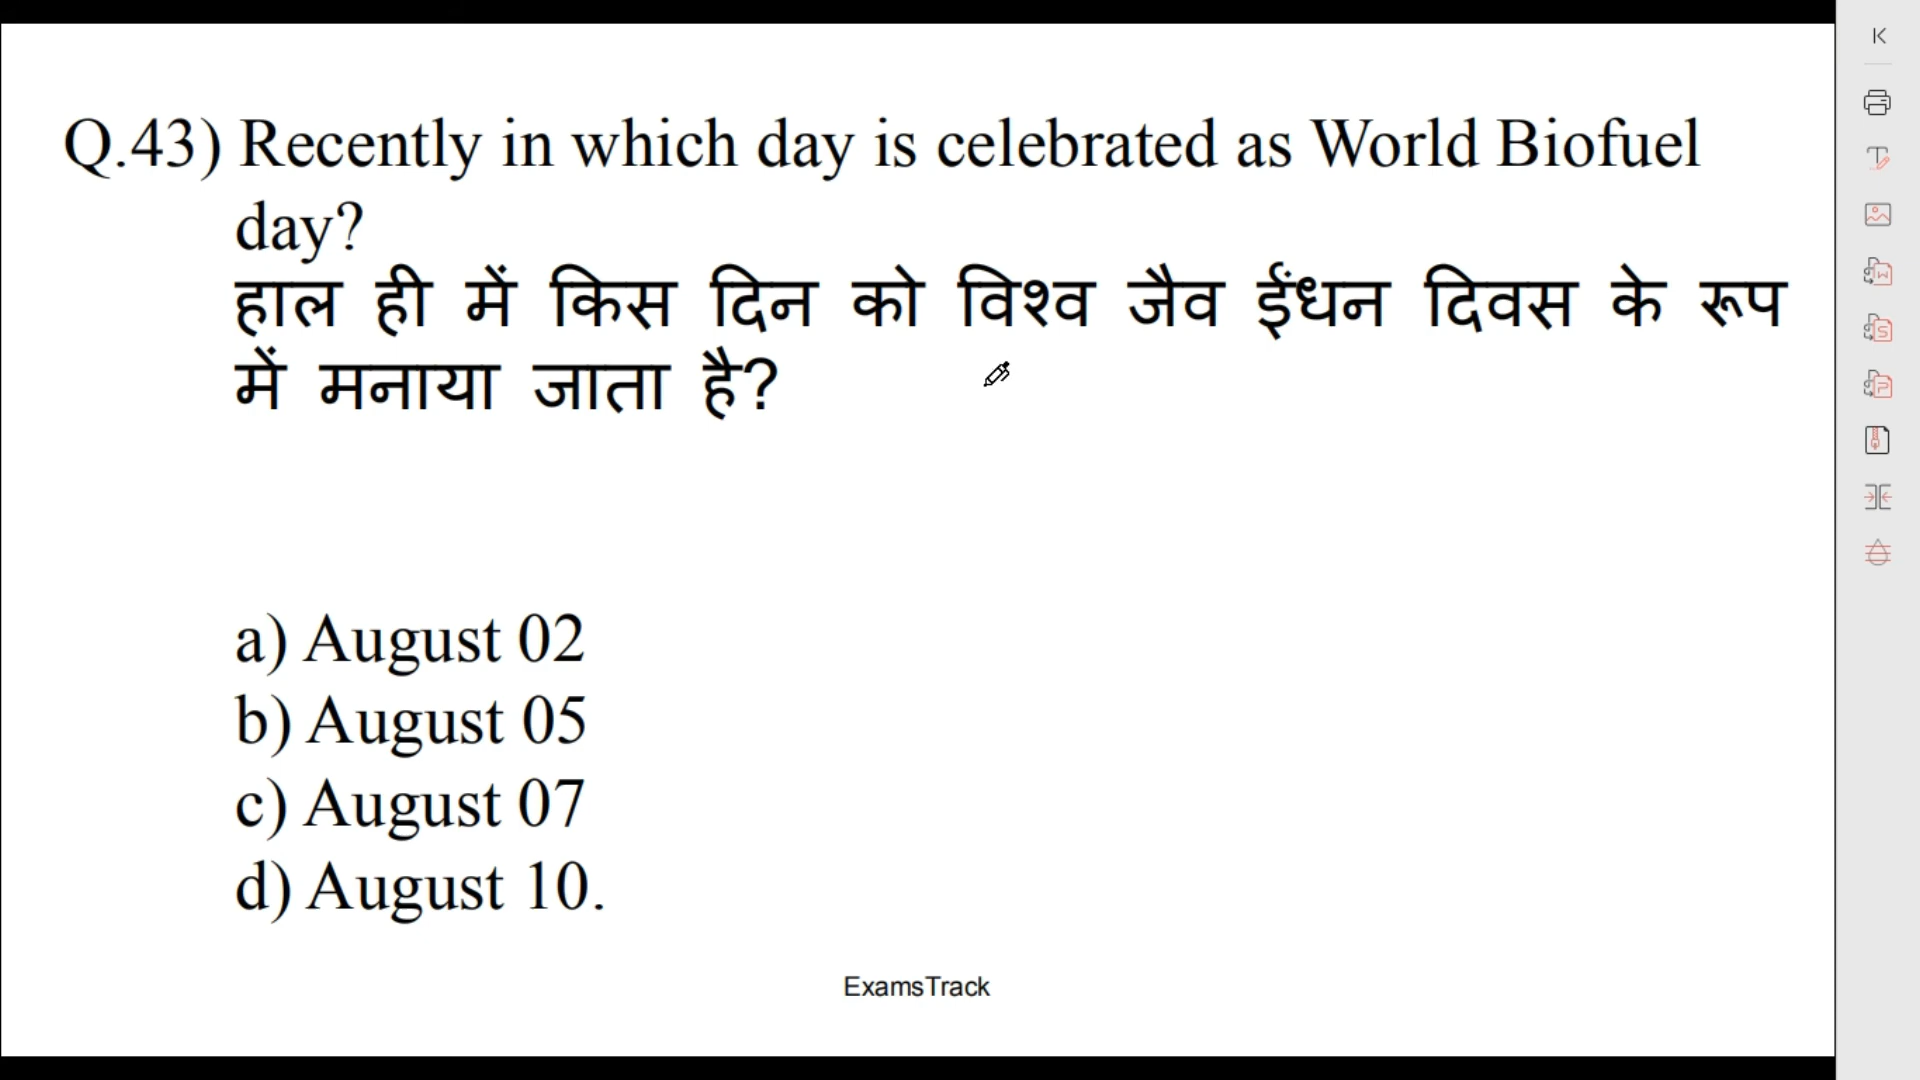 Q.43) Recently in which day is celebrated as World Biofuel
day?
हाल ही में किस दिन को विश्व जैव ईंधन दिवस के रूप
में मनाया जाता है?
a) August 02
b) August 05
c) August 07
d) August 10.
ExamsTrack